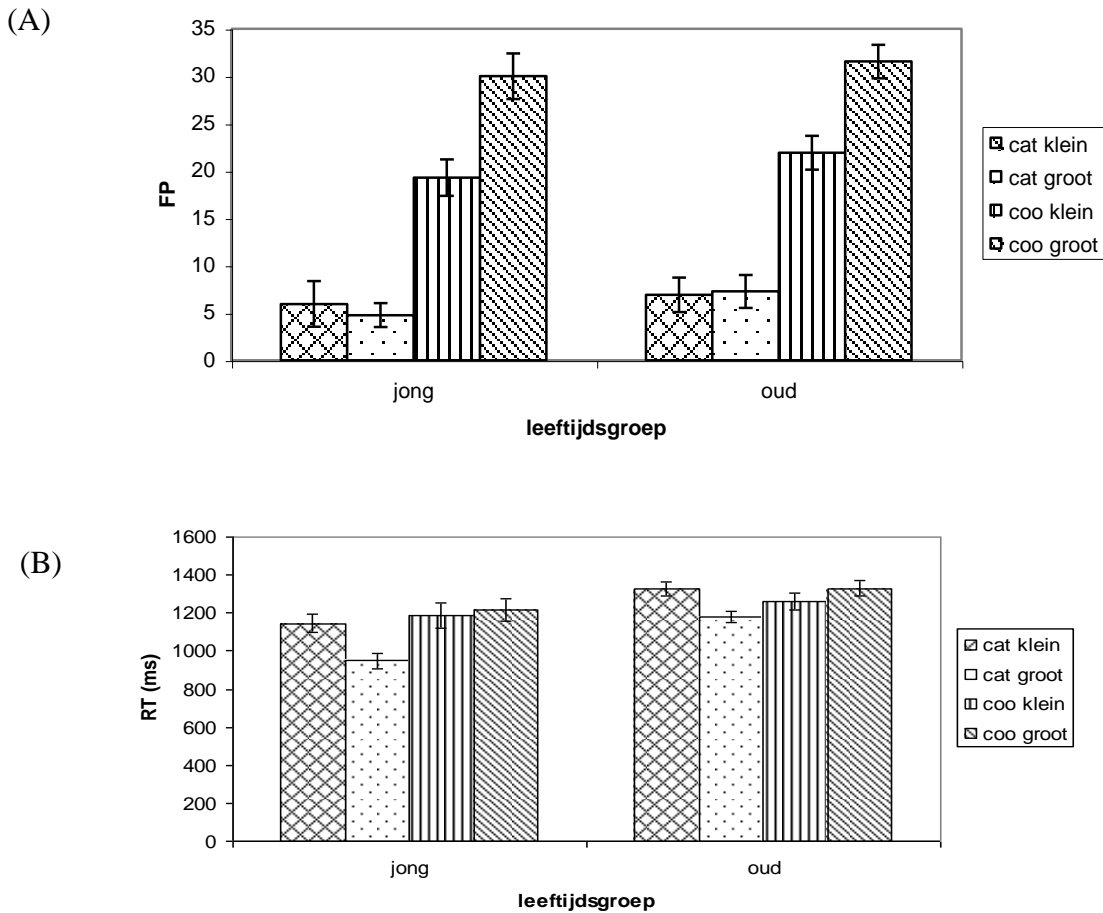 (A)
35
30
25
20
15
10
5
0
FP
jong
oud
leeftijdsgroep
cat klein
cat groot
coo klein
coo groot
(B)
1600
1400
1200
1000
800
600
400
200
0
RT (ms)
jong
oud
leeftijdsgroep
cat klein
cat groot
coo klein
coo groot